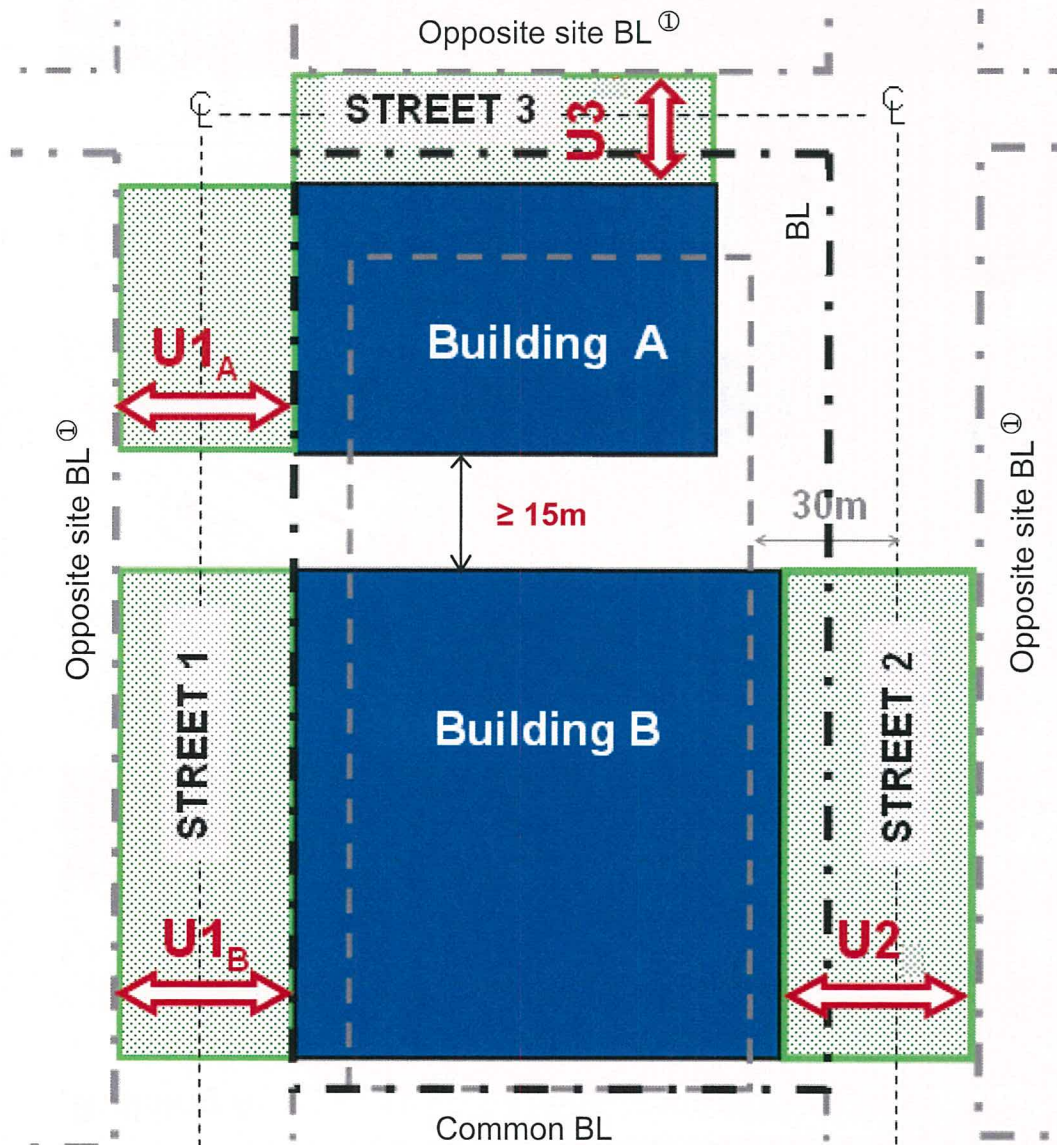 Opposite site BL ①
STREET 3
U3
℄
℄
BL
U1A
Building A
Opposite site BL ①
≥ 15m
30m
Opposite site BL ①
STREET 1
Building B
STREET 2
U1B
U2
Common BL